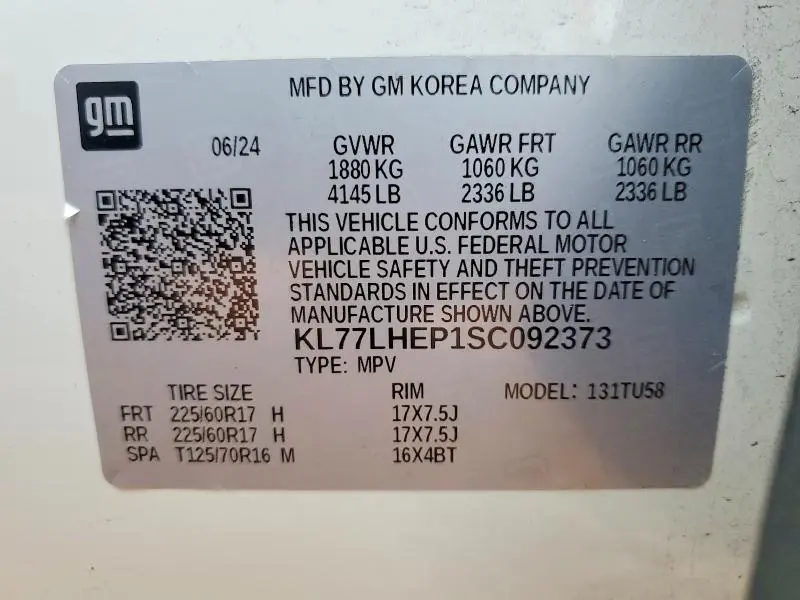 gm
MFD BY GM KOREA COMPANY
06/24 GVWR GAWR FRT GAWR RR
1880 KG 1060 KG 1060 KG
4145 LB 2336 LB 2336 LB
THIS VEHICLE CONFORMS TO ALL
APPLICABLE U.S. FEDERAL MOTOR
VEHICLE SAFETY AND THEFT PREVENTION
STANDARDS IN EFFECT ON THE DATE OF
MANUFACTURE SHOWN ABOVE.
KL77LHEP1SC092373
TYPE: MPV
TIRE SIZE RIM MODEL: 131TU58
FRT 225/60R17 H 17X7.5J
RR 225/60R17 H 17X7.5J
SPA T125/70R16 M 16X4BT